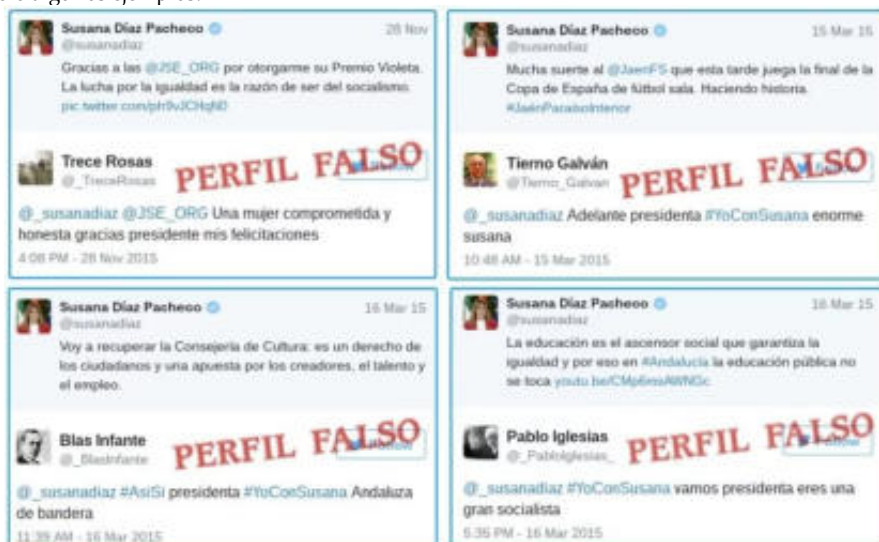 Susana Díaz Pacheco 28 Nov
@susanadiaz
Gracias a las @JSE_ORG por otorgarme su Premio Violeta.
La lucha por la igualdad es la razón de ser del socialismo.
Trece Rosas
@_TreceRosas
PERFIL FALSO
@_susanadiaz @JSE_ORG Una mujer comprometida y
honesta gracias presidente mis felicitaciones
4:08 PM - 28 Nov 2015
Susana Díaz Pacheco 15 Mar 15
@susanadiaz
Mucha suerte al @JaenFS que esta tarde juega la final de la
Copa de España de fútbol sala. Haciendo historia.
#JaénParaísoInterior
Tierno Galván
@Tierno_Galvan
PERFIL FALSO
@_susanadiaz Adelante presidenta #YoConSusana enorme
susana
10:48 AM - 15 Mar 2015
Susana Díaz Pacheco 16 Mar 15
@susanadiaz
Voy a recuperar la Consejería de Cultura: es un derecho de
los ciudadanos y una apuesta por los creadores, el talento y
el empleo.
Blas Infante
@_BlasInfante
PERFIL FALSO
Follow
@_susanadiaz #AsíSí presidenta #YoConSusana Andaluza
de bandera
11:39 AM - 16 Mar 2015
Susana Díaz Pacheco 16 Mar 15
@susanadiaz
La educación es el ascensor social que garantiza la
igualdad y por eso en #Andalucía la educación pública no
se toca
Pablo Iglesias
@_PabloIglesias_
PERFIL FALSO
@_susanadiaz #YoConSusana vamos presidenta eres una
gran socialista
6:35 PM - 16 Mar 2015